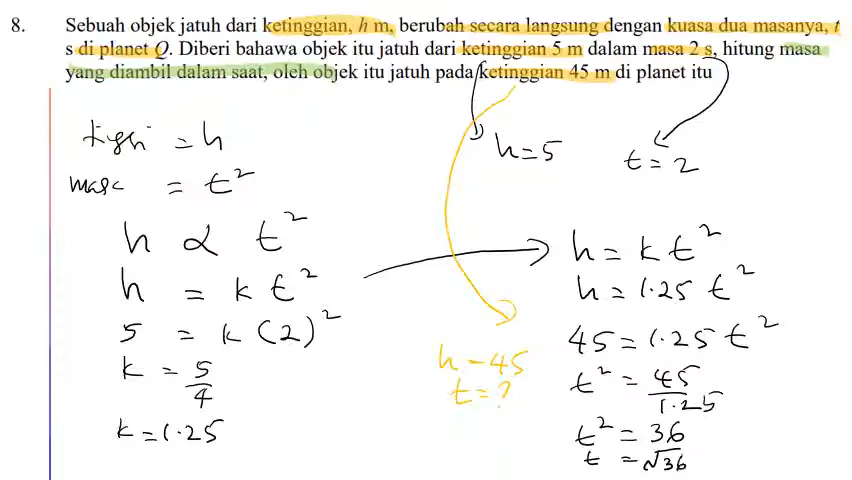 8. Sebuah objek jatuh dari ketinggian, h m, berubah secara langsung dengan kuasa dua masanya, t
s di planet Q. Diberi bahawa objek itu jatuh dari ketinggian 5 m dalam masa 2 s, hitung masa
yang diambil dalam saat, oleh objek itu jatuh pada ketinggian 45 m di planet itu
= h
masa = t²
h ∝ t²
h = k t²
5 = k (2)²
k = 5/4
k = 1.25
h = 5
t = 2
h - 45
t = ?
h = k t²
h = 1.25 t²
45 = 1.25 t²
t² = 45/1.25
t² = 36
t = √36